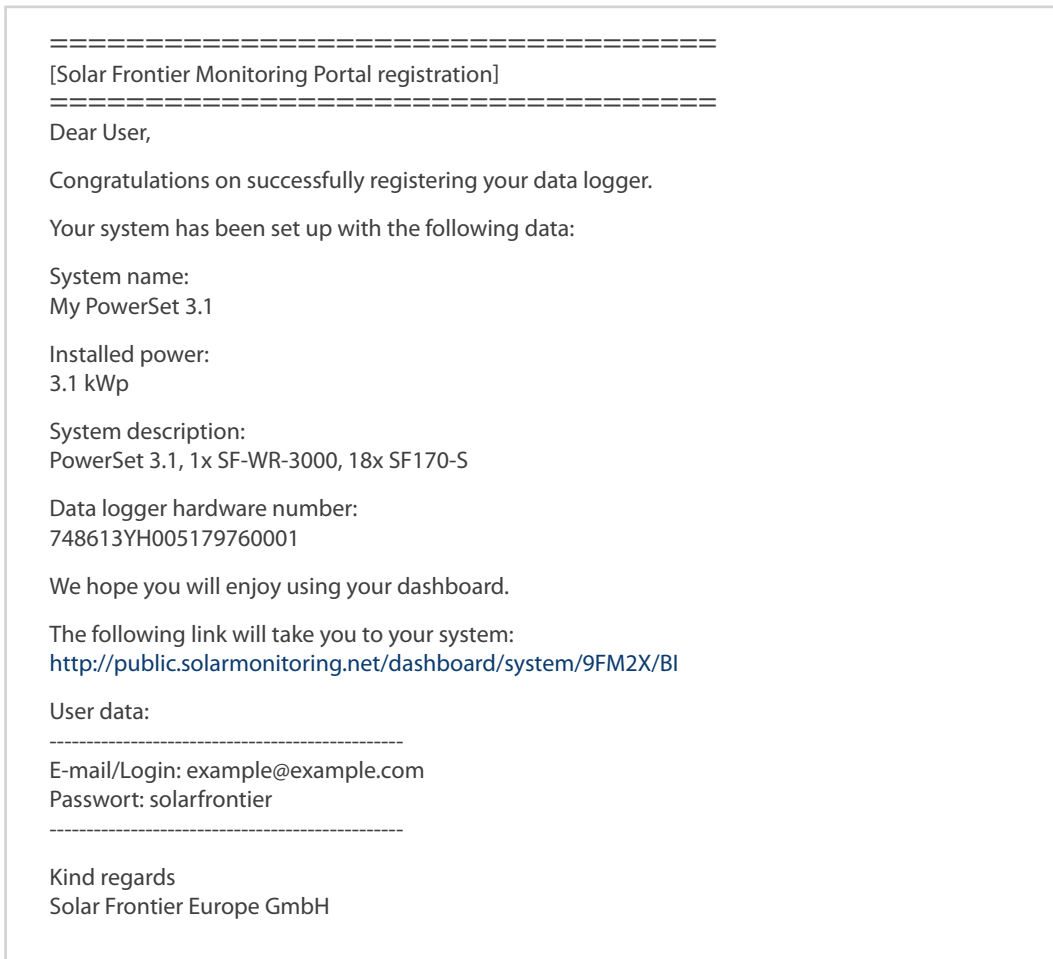 ===================================
[Solar Frontier Monitoring Portal registration]
===================================
Dear User,
Congratulations on successfully registering your data logger.
Your system has been set up with the following data:
System name:
My PowerSet 3.1
Installed power:
3.1 kWp
System description:
PowerSet 3.1, 1x SF-WR-3000, 18x SF170-S
Data logger hardware number:
748613YH005179760001
We hope you will enjoy using your dashboard.
The following link will take you to your system:
http://public.solarmonitoring.net/dashboard/system/9FM2X/BI
User data:
------------------------------------------------
E-mail/Login: example@example.com
Passwort: solarfrontier
------------------------------------------------
Kind regards
Solar Frontier Europe GmbH